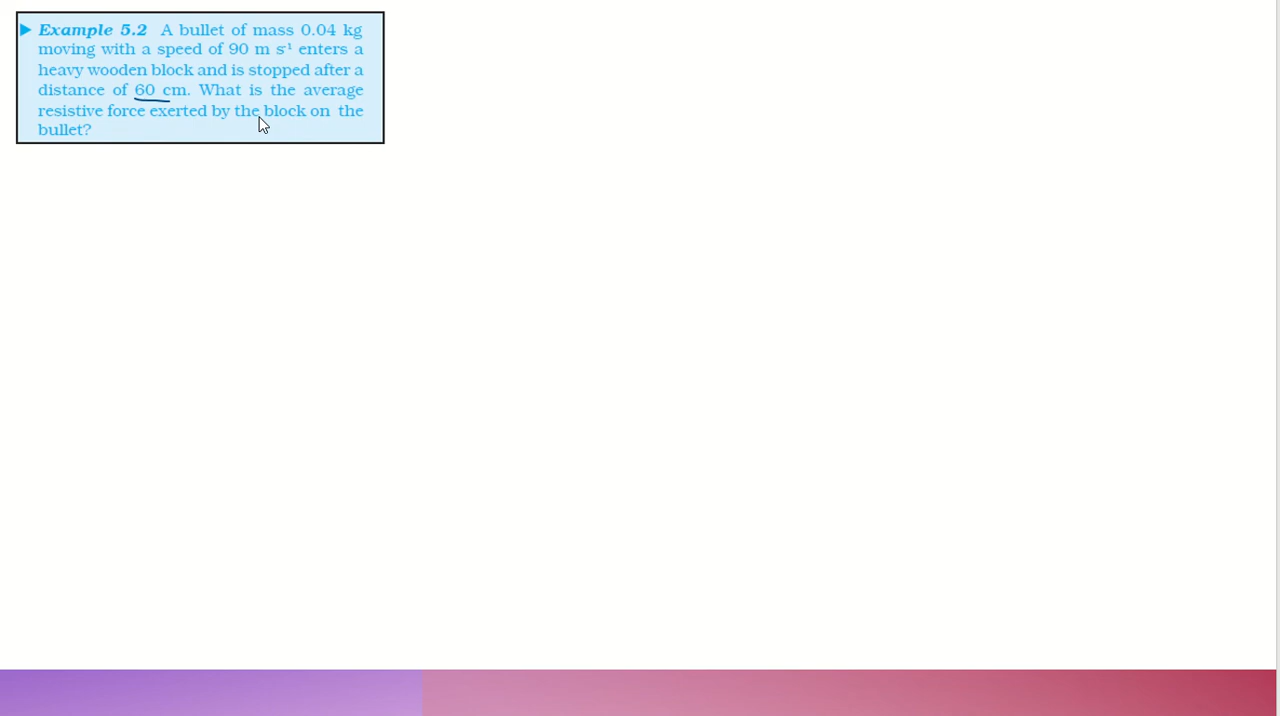 ▶ Example 5.2 A bullet of mass 0.04 kg
moving with a speed of 90 m s⁻¹ enters a
heavy wooden block and is stopped after a
distance of 60 cm. What is the average
resistive force exerted by the block on the
bullet?